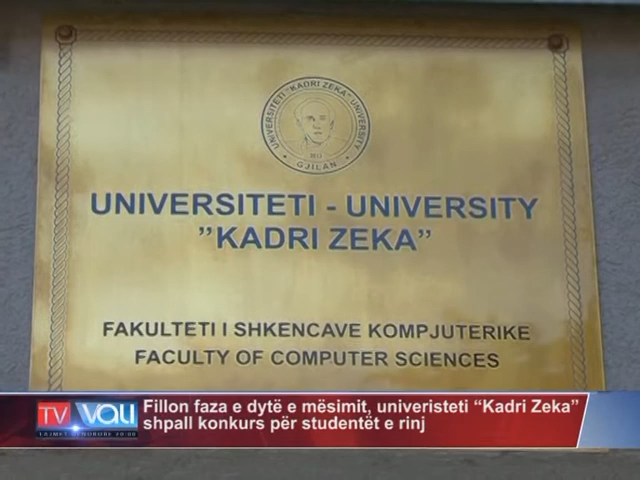 UNIVERSITETI "KADRI ZEKA" UNIVERSITY
GJILAN
UNIVERSITETI - UNIVERSITY
"KADRI ZEKA"
FAKULTETI I SHKENCAVE KOMPJUTERIKE
FACULTY OF COMPUTER SCIENCES
TV VALI
Fillon faza e dytë e mësimit, univeristeti “Kadri Zeka”
shpall konkurs për studentët e rinj